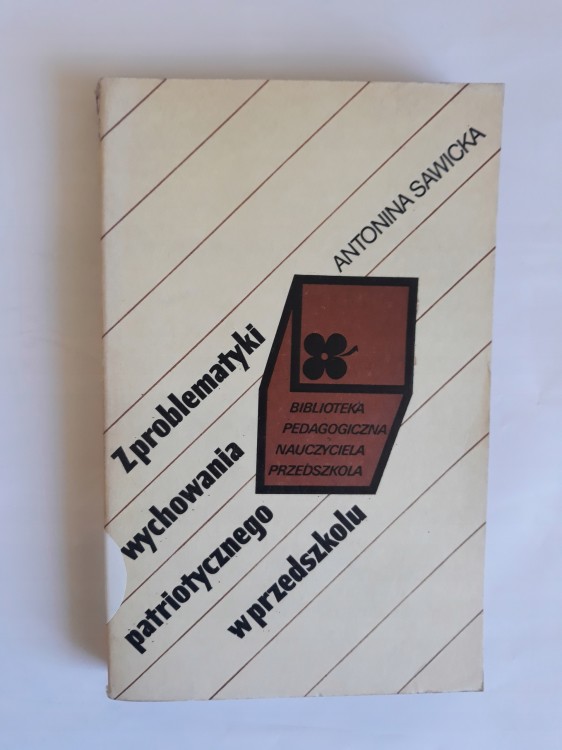 ANTONINA SAWICKA
Z problematyki
wychowania
patriotycznego
w przedszkolu
BIBLIOTEKA
PEDAGOGICZNA
NAUCZYCIELA
PRZEDSZKOLA